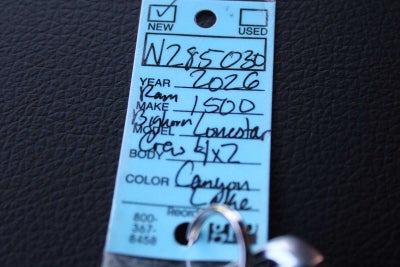 NEW USED
N285030
YEAR 2026
Ram
MAKE 1500
Bighorn
MODEL Lonestar
Crew
BODY 4x2
COLOR Canyon
Lake
800-
367-
8458